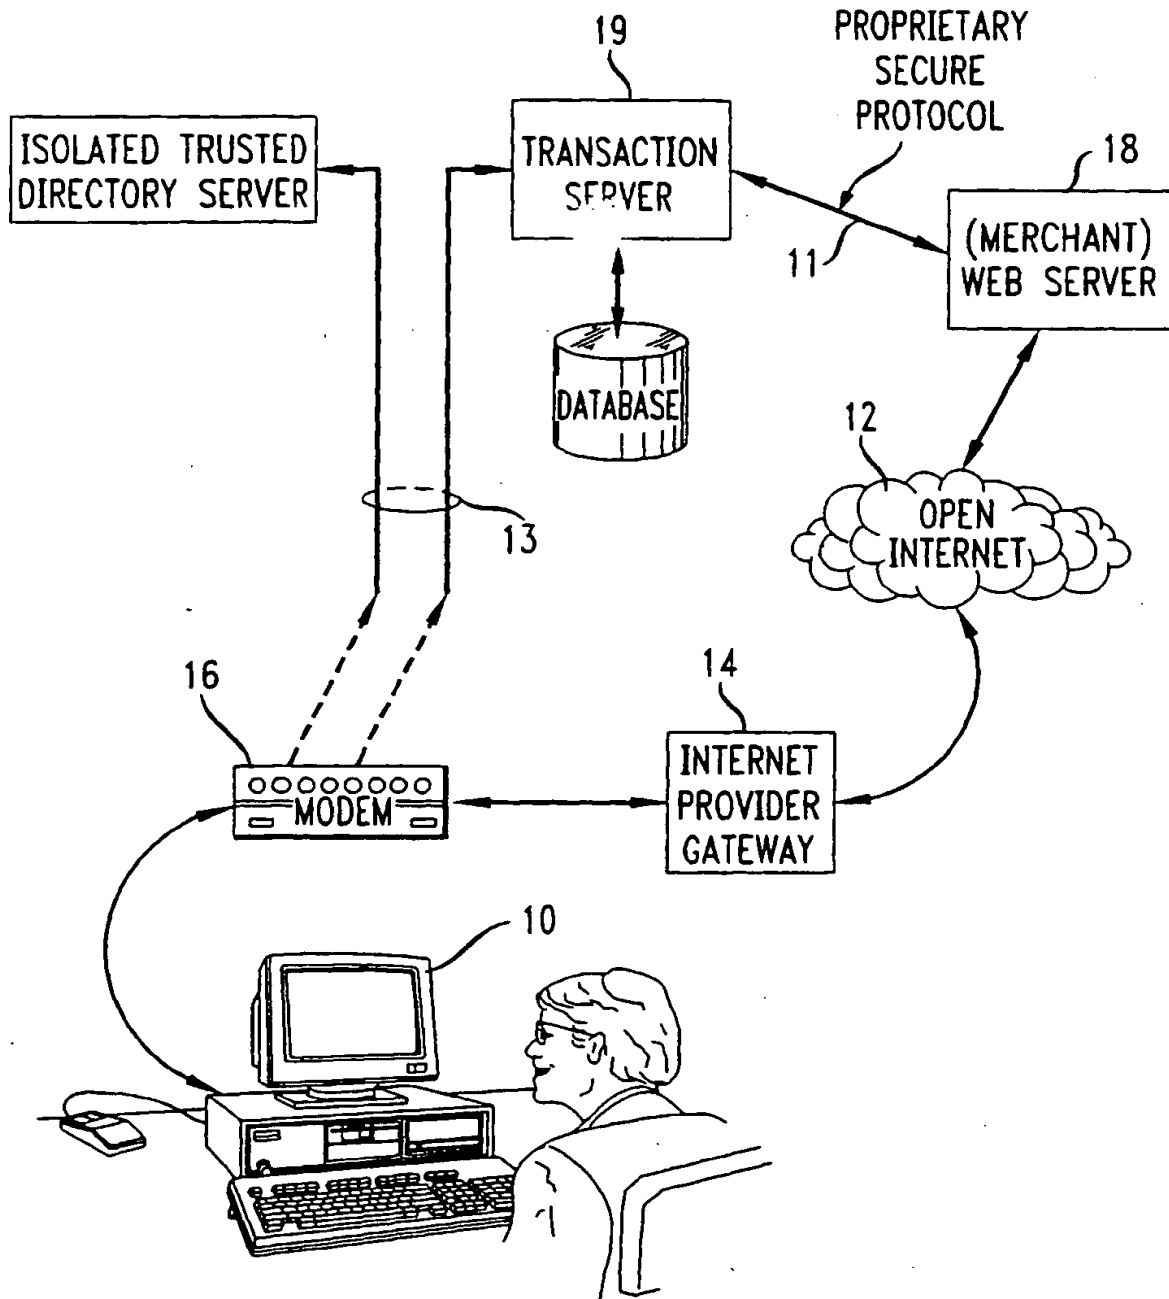 19
PROPRIETARY
SECURE
PROTOCOL
ISOLATED TRUSTED
DIRECTORY SERVER
TRANSACTION
SERVER
18
11
(MERCHANT)
WEB SERVER
DATABASE
12
OPEN
INTERNET
13
16
14
MODEM
INTERNET
PROVIDER
GATEWAY
10